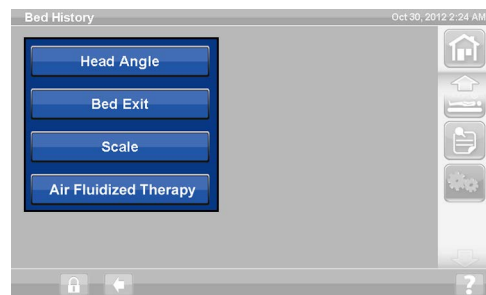 Bed History Oct 30, 2012 2:24 AM
Head Angle
Bed Exit
Scale
Air Fluidized Therapy
?